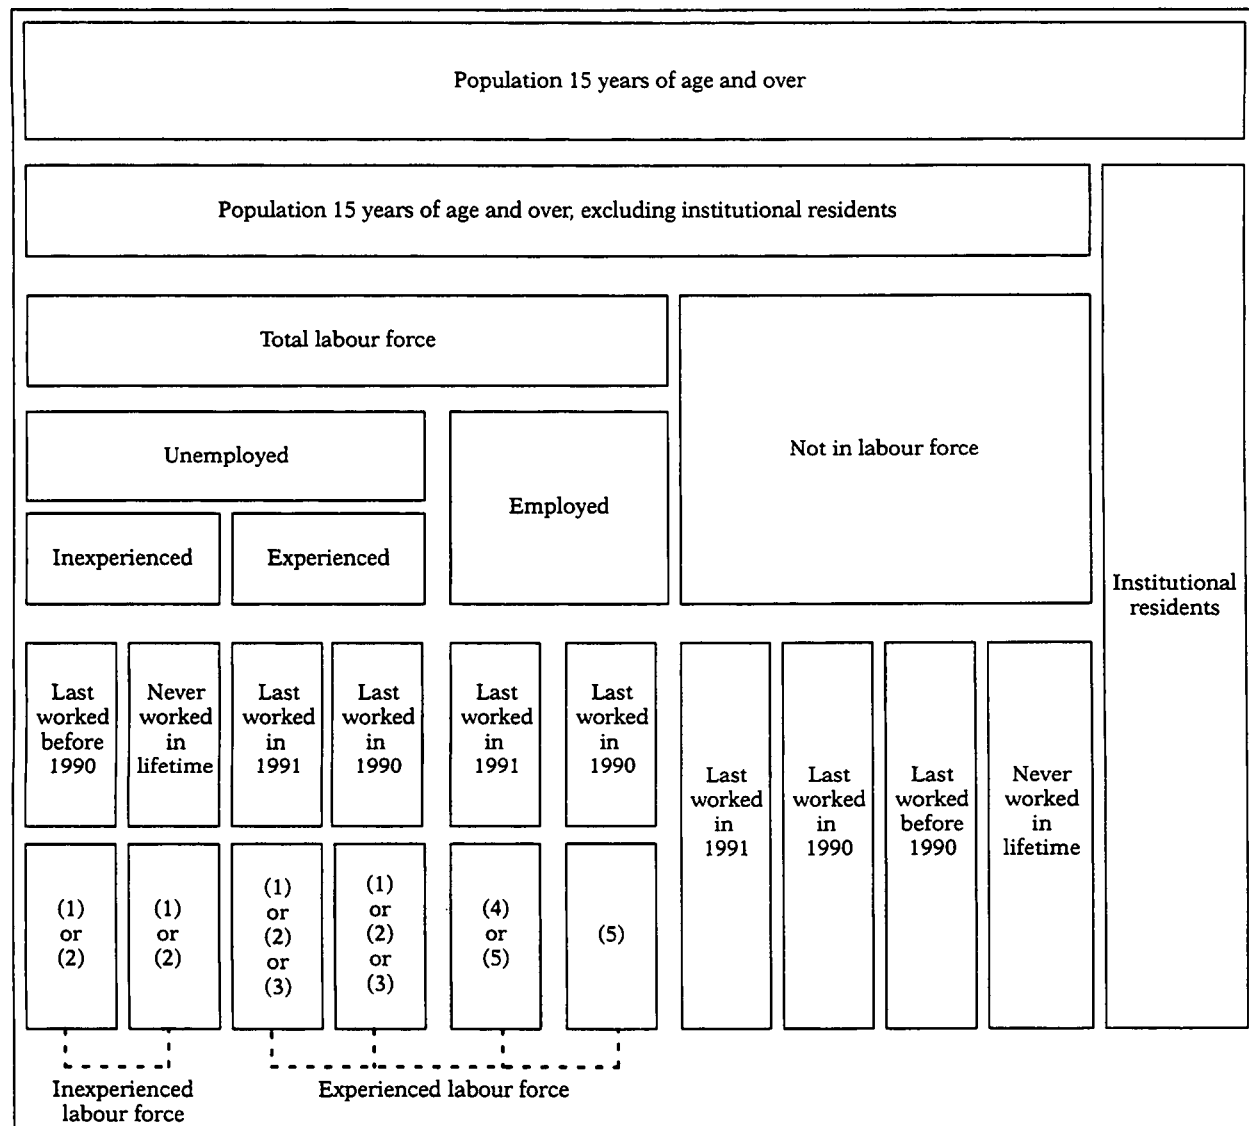 Population 15 years of age and over
Population 15 years of age and over, excluding institutional residents
Institutional
residents
Total labour force
Not in labour force
Unemployed
Employed
Inexperienced
Experienced
Last
worked
before
1990
Never
worked
in
lifetime
Last
worked
in
1991
Last
worked
in
1990
Last
worked
in
1991
Last
worked
in
1990
Last
worked
in
1991
Last
worked
in
1990
Last
worked
before
1990
Never
worked
in
lifetime
(1)
or
(2)
(1)
or
(2)
(1)
or
(2)
or
(3)
(1)
or
(2)
or
(3)
(4)
or
(5)
(5)
Inexperienced
labour force
Experienced labour force